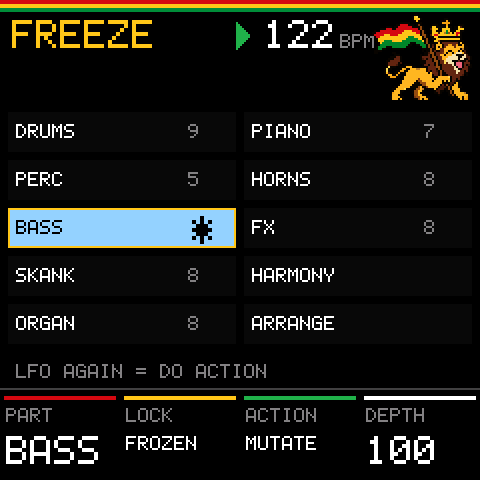 FREEZE 122 BPM
DRUMS 9 PIANO 7
PERC 5 HORNS 8
BASS FX 8
SKANK 8 HARMONY
ORGAN 8 ARRANGE
LFO AGAIN = DO ACTION
PART LOCK ACTION DEPTH
BASS FROZEN MUTATE 100